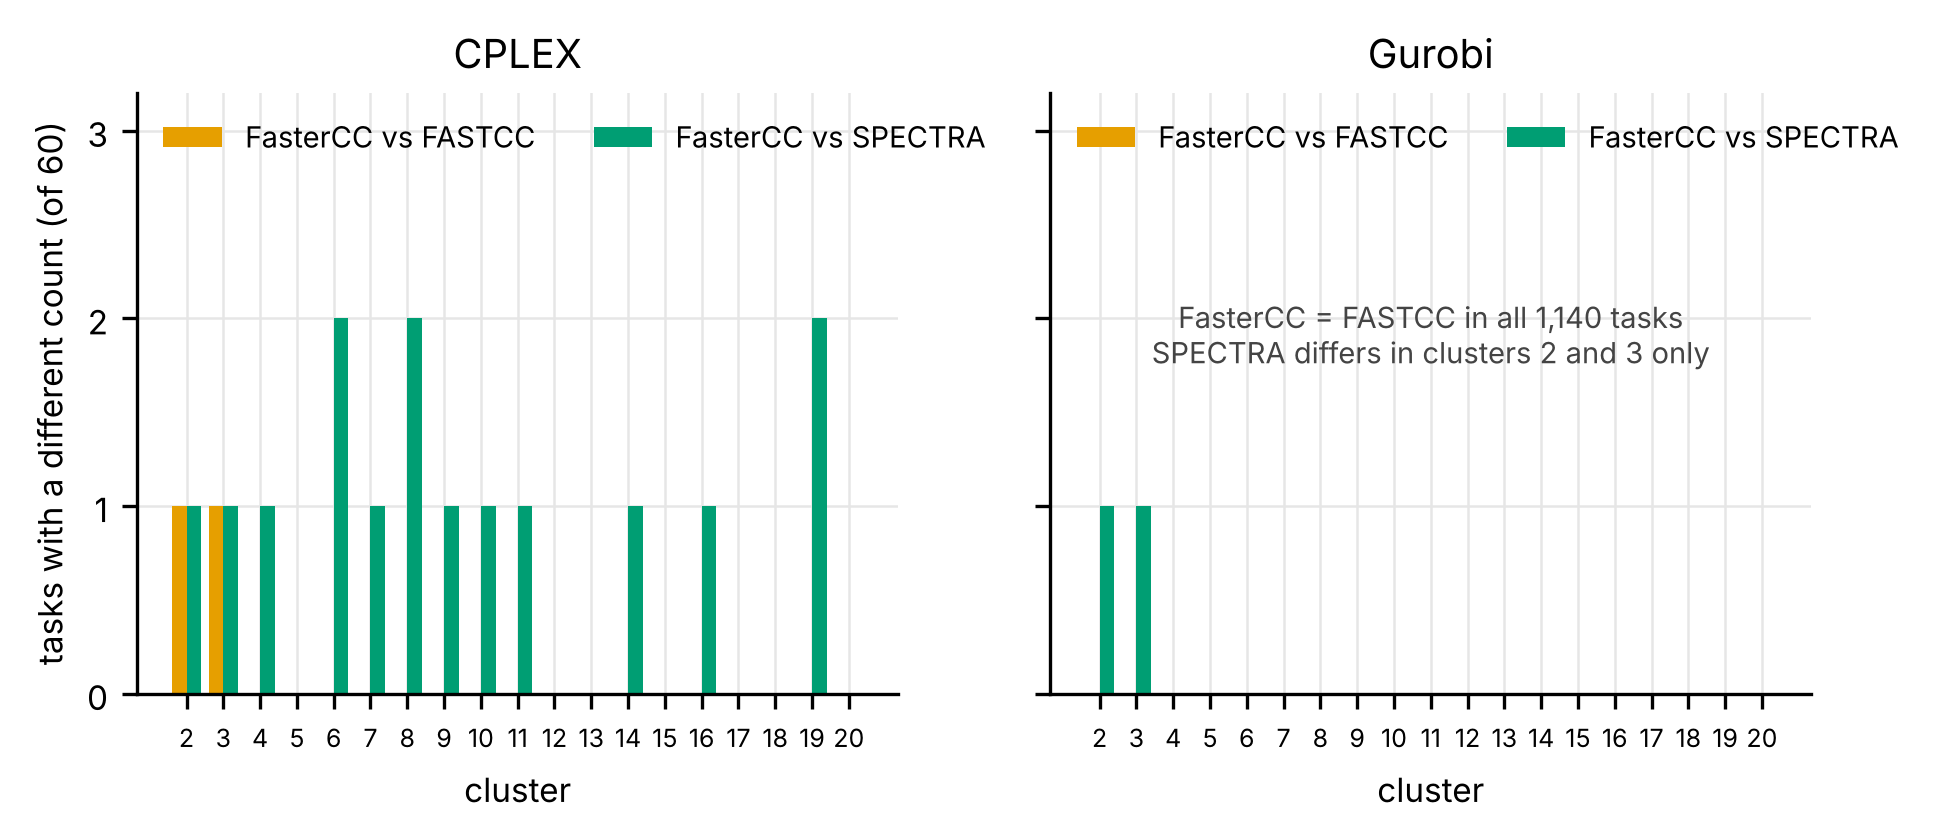 CPLEX
tasks with a different count (of 60)
3
2
1
0
FasterCC vs FASTCC
FasterCC vs SPECTRA
2 3 4 5 6 7 8 9 10 11 12 13 14 15 16 17 18 19 20
cluster
Gurobi
FasterCC vs FASTCC
FasterCC vs SPECTRA
FasterCC = FASTCC in all 1,140 tasks
SPECTRA differs in clusters 2 and 3 only
2 3 4 5 6 7 8 9 10 11 12 13 14 15 16 17 18 19 20
cluster